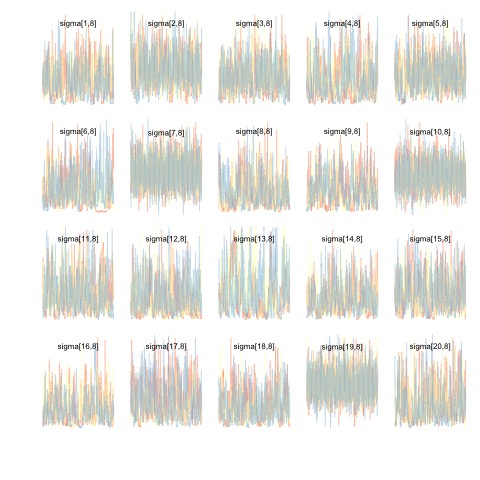 sigma[1,8] sigma[2,8] sigma[3,8] sigma[4,8] sigma[5,8]
sigma[6,8] sigma[7,8] sigma[8,8] sigma[9,8] sigma[10,8]
sigma[11,8] sigma[12,8] sigma[13,8] sigma[14,8] sigma[15,8]
sigma[16,8] sigma[17,8] sigma[18,8] sigma[19,8] sigma[20,8]